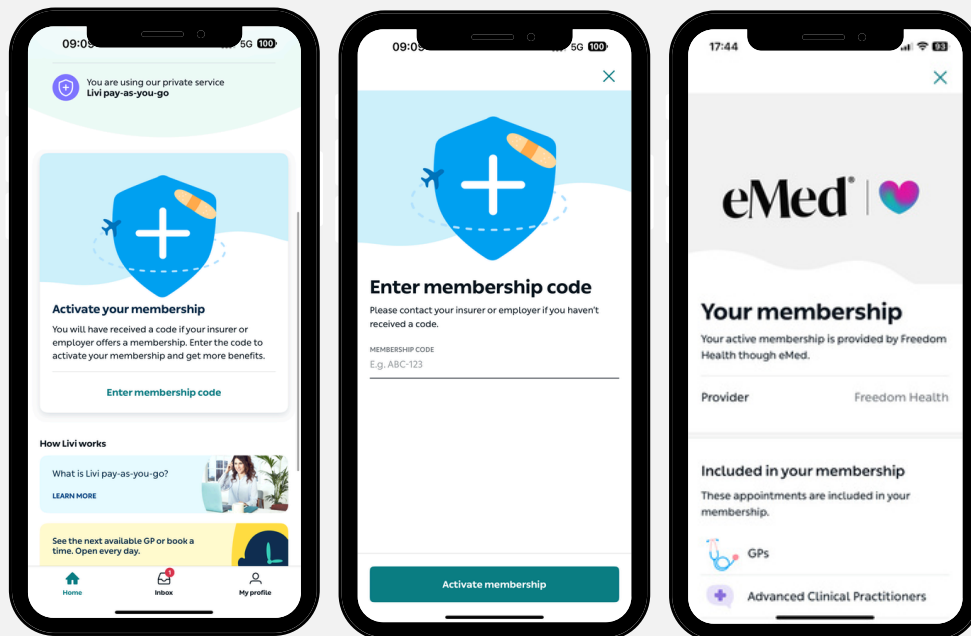 09:09
5G 100
You are using our private service
Livi pay-as-you-go
Activate your membership
You will have received a code if your insurer or
employer offers a membership. Enter the code to
activate your membership and get more benefits.
Enter membership code
How Livi works
What is Livi pay-as-you-go?
LEARN MORE
See the next available GP or book a
time. Open every day.
1
Home
Inbox
My profile
09:09
5G 100
Enter membership code
Please contact your insurer or employer if you haven't
received a code.
MEMBERSHIP CODE
E.g. ABC-123
Activate membership
17:44
93
eMed®
Your membership
Your active membership is provided by Freedom
Health though eMed.
Provider
Freedom Health
Included in your membership
These appointments are included in your
membership.
GPs
Advanced Clinical Practitioners